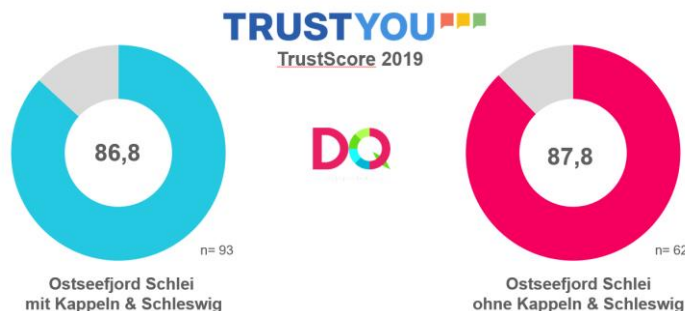 TRUSTYOU
TrustScore 2019
86,8
n= 93
Ostseefjord Schlei
mit Kappeln & Schleswig
DQ
87,8
n= 62
Ostseefjord Schlei
ohne Kappeln & Schleswig